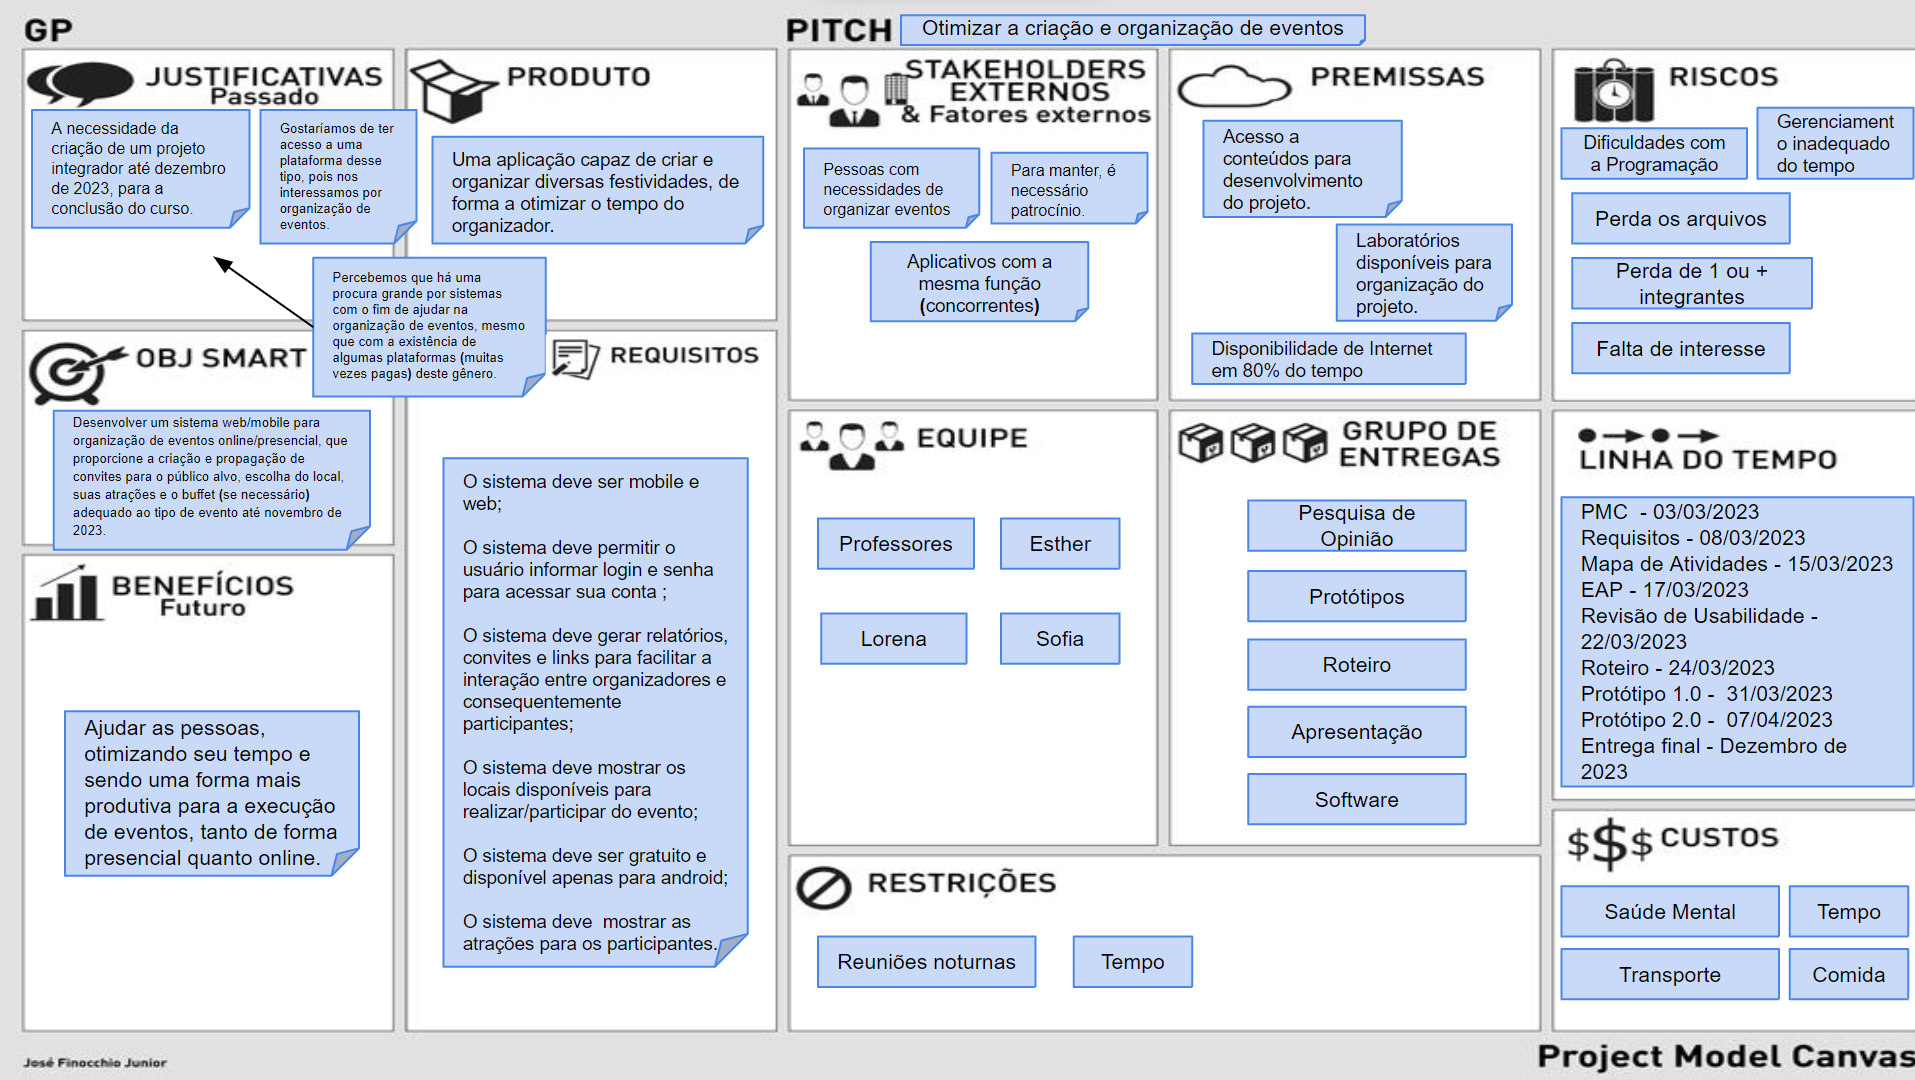 GP
PITCH
Otimizar a criação e organização de eventos
JUSTIFICATIVAS
Passado
A necessidade da
criação de um projeto
integrador até dezembro
de 2023, para a
conclusão do curso.
Gostaríamos de ter
acesso a uma
plataforma desse
tipo, pois nos
interessamos por
organização de
eventos.
Percebemos que há uma
procura grande por sistemas
com o fim de ajudar na
organização de eventos, mesmo
que com a existência de
algumas plataformas (muitas
vezes pagas) deste gênero.
PRODUTO
Uma aplicação capaz de criar e
organizar diversas festividades, de
forma a otimizar o tempo do
organizador.
STAKEHOLDERS
EXTERNOS
& Fatores externos
Pessoas com
necessidades de
organizar eventos
Para manter, é
necessário
patrocínio.
Aplicativos com a
mesma função
(concorrentes)
PREMISSAS
Acesso a
conteúdos para
desenvolvimento
do projeto.
Laboratórios
disponíveis para
organização do
projeto.
Disponibilidade de Internet
em 80% do tempo
RISCOS
Dificuldades com
a Programação
Gerenciament
o inadequado
do tempo
Perda os arquivos
Perda de 1 ou +
integrantes
Falta de interesse
OBJ SMART
Desenvolver um sistema web/mobile para
organização de eventos online/presencial, que
proporcione a criação e propagação de
convites para o público alvo, escolha do local,
suas atrações e o buffet (se necessário)
adequado ao tipo de evento até novembro de
2023.
REQUISITOS
O sistema deve ser mobile e
web;
O sistema deve permitir o
usuário informar login e senha
para acessar sua conta ;
O sistema deve gerar relatórios,
convites e links para facilitar a
interação entre organizadores e
consequentemente
participantes;
O sistema deve mostrar os
locais disponíveis para
realizar/participar do evento;
O sistema deve ser gratuito e
disponível apenas para android;
O sistema deve  mostrar as
atrações para os participantes.
EQUIPE
Professores
Esther
Lorena
Sofia
GRUPO DE
ENTREGAS
Pesquisa de
Opinião
Protótipos
Roteiro
Apresentação
Software
LINHA DO TEMPO
PMC  - 03/03/2023
Requisitos - 08/03/2023
Mapa de Atividades - 15/03/2023
EAP - 17/03/2023
Revisão de Usabilidade -
22/03/2023
Roteiro - 24/03/2023
Protótipo 1.0 -  31/03/2023
Protótipo 2.0 -  07/04/2023
Entrega final - Dezembro de
2023
BENEFÍCIOS
Futuro
Ajudar as pessoas,
otimizando seu tempo e
sendo uma forma mais
produtiva para a execução
de eventos, tanto de forma
presencial quanto online.
RESTRIÇÕES
Reuniões noturnas
Tempo
$$$ CUSTOS
Saúde Mental
Tempo
Transporte
Comida
José Finocchio Junior
Project Model Canvas